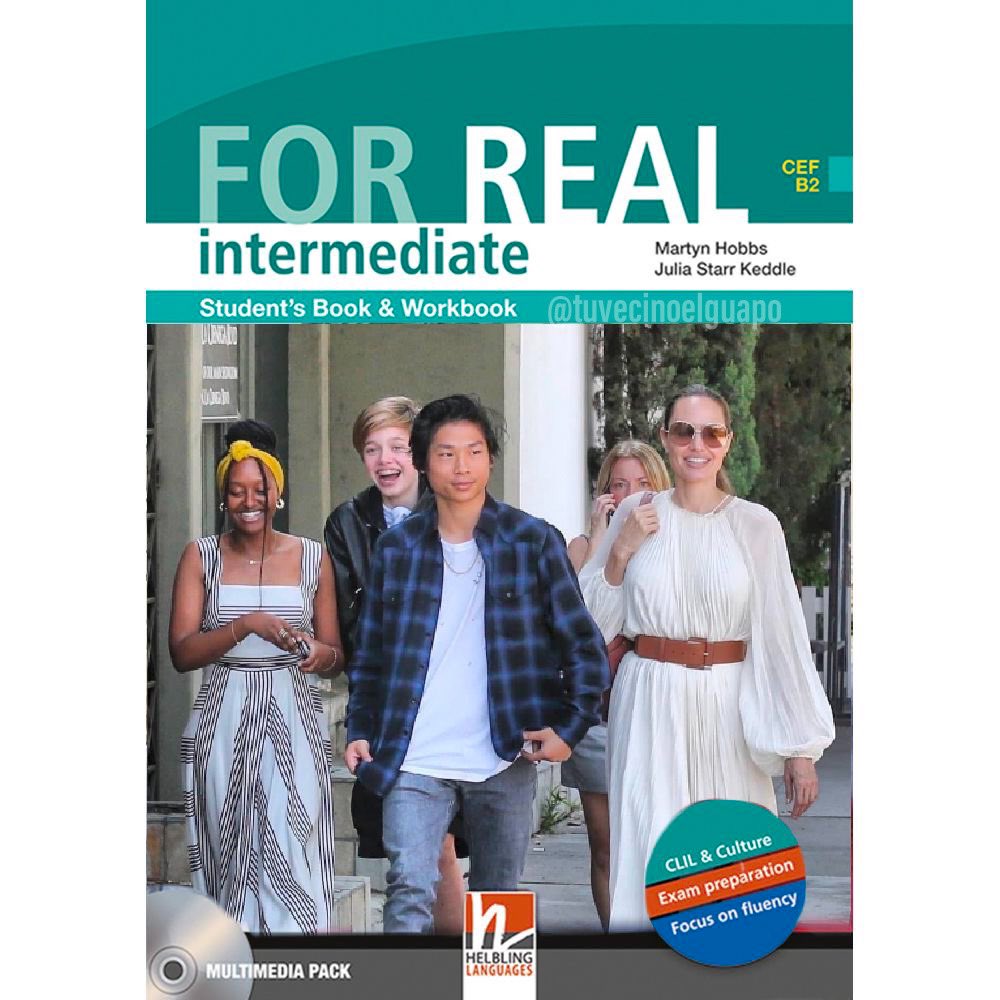 FOR REAL
CEF
B2
intermediate
Martyn Hobbs
Julia Starr Keddle
Student's Book & Workbook
@tuvecinoelguapo
CLIL & Culture
Exam preparation
Focus on fluency
MULTIMEDIA PACK
h
HELBLING
LANGUAGES